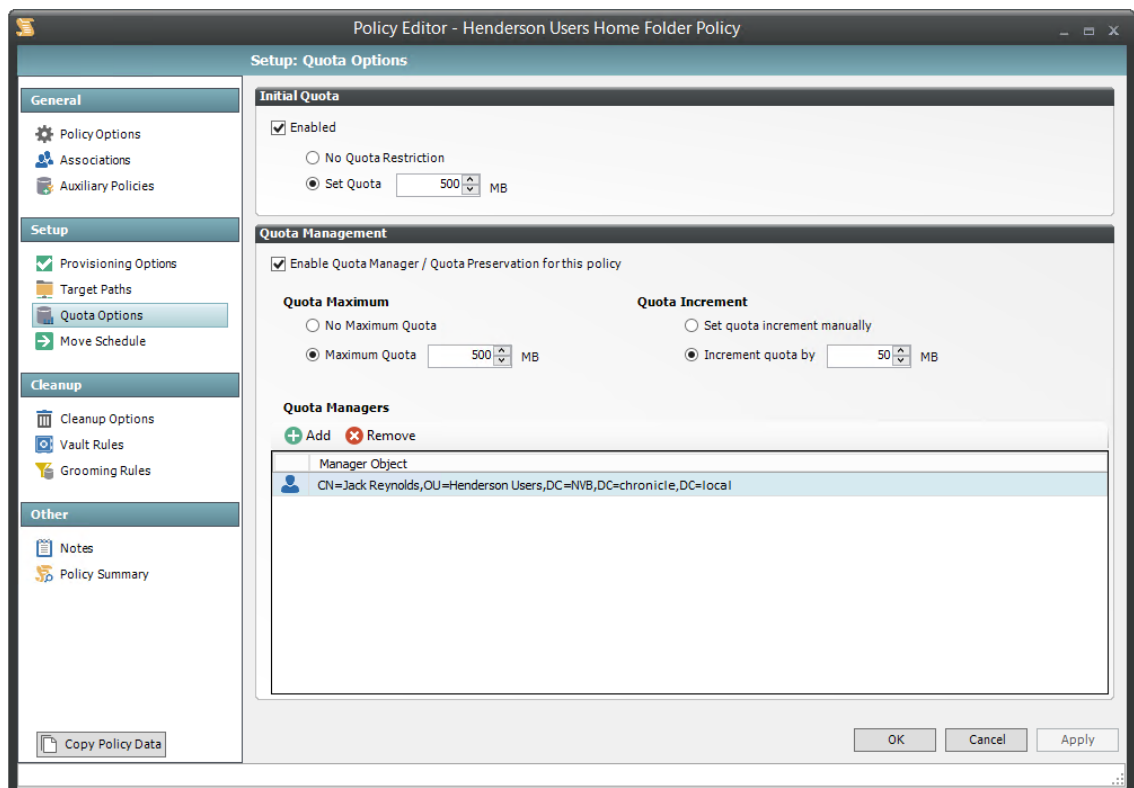 Policy Editor - Henderson Users Home Folder Policy
Setup: Quota Options
General
Policy Options
Associations
Auxiliary Policies
Setup
Provisioning Options
Target Paths
Quota Options
Move Schedule
Cleanup
Cleanup Options
Vault Rules
Grooming Rules
Other
Notes
Policy Summary
Copy Policy Data
Initial Quota
Enabled
No Quota Restriction
Set Quota 500 MB
Quota Management
Enable Quota Manager / Quota Preservation for this policy
Quota Maximum
No Maximum Quota
Maximum Quota 500 MB
Quota Increment
Set quota increment manually
Increment quota by 50 MB
Quota Managers
Add Remove
Manager Object
CN=Jack Reynolds,OU=Henderson Users,DC=NVB,DC=chronicle,DC=local
OK Cancel Apply